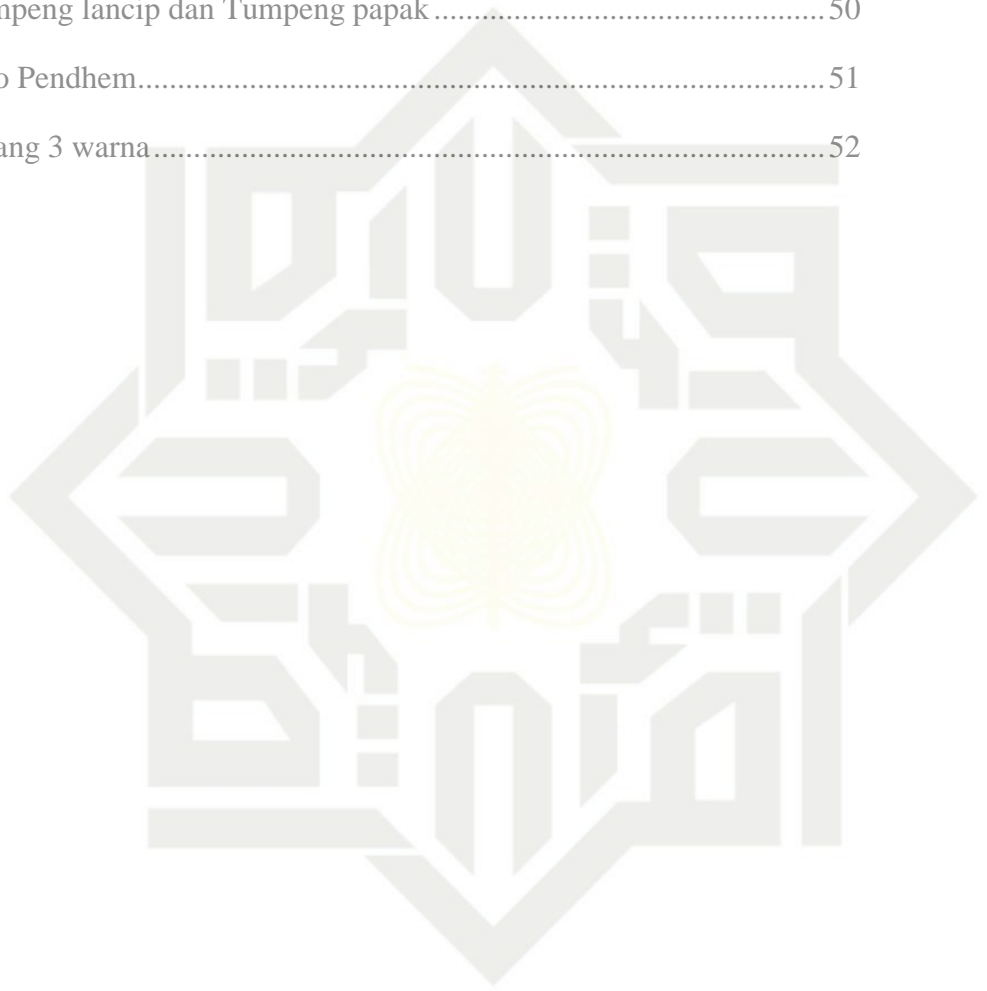 mpeng lancip dan Tumpeng papak........................................................50
o Pendhem......................................................................................51
ang 3 warna....................................................................................52